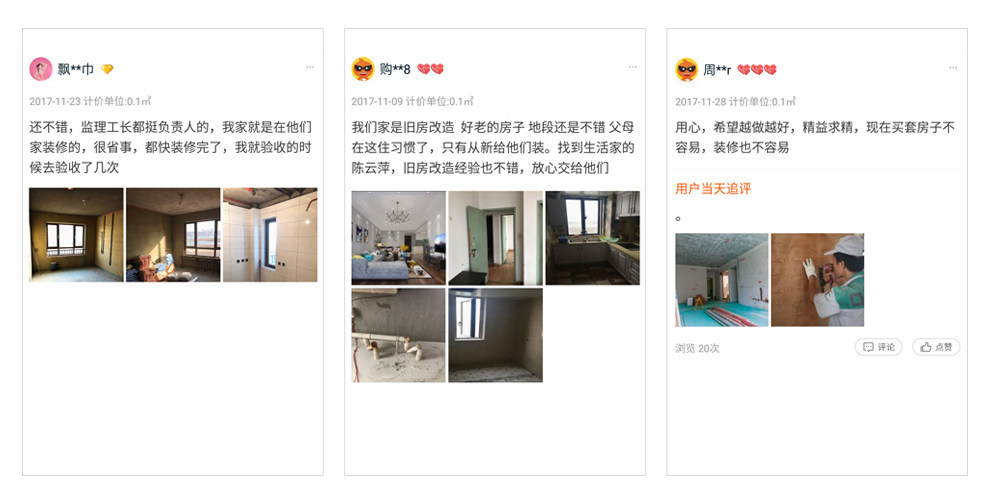 飘**巾
2017-11-23 计价单位:0.1㎡
还不错，监理工长都挺负责人的，我家就是在他们
家装修的，很省事，都快装修完了，我就验收的时
候去验收了几次
购**8
2017-11-09 计价单位:0.1㎡
我们家是旧房改造 好老的房子 地段还是不错 父母
在这住习惯了，只有从新给他们装。找到生活家的
陈云萍，旧房改造经验也不错，放心交给他们
周**r
2017-11-28 计价单位:0.1㎡
用心，希望越做越好，精益求精，现在买套房子不
容易，装修也不容易
用户当天追评
。
浏览 20次
评论
点赞